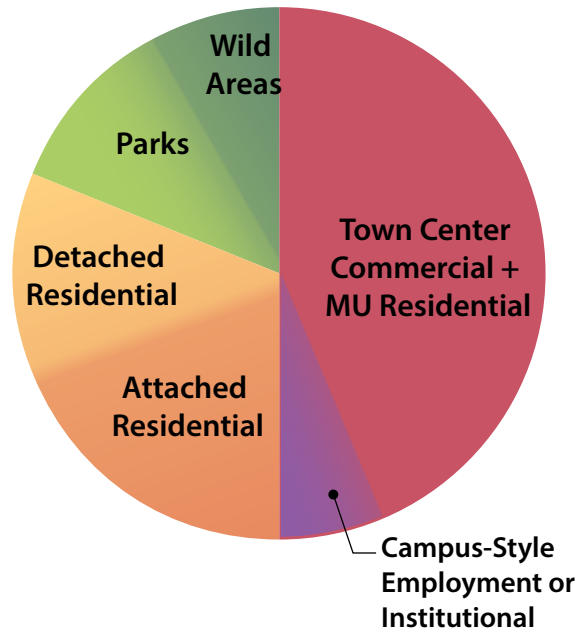 Wild
Areas
Parks
Town Center
Commercial +
MU Residential
Detached
Residential
Attached
Residential
Campus-Style
Employment or
Institutional